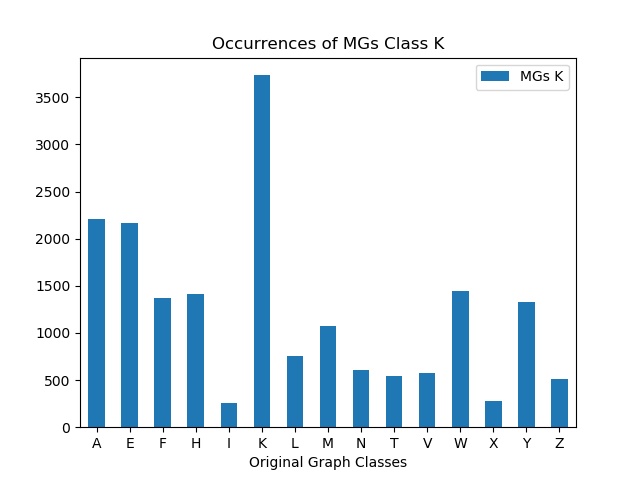 Occurrences of MGs Class K
MGs K
3500
3000
2500
2000
1500
1000
500
0
A E F H I K L M N T V W X Y Z
Original Graph Classes